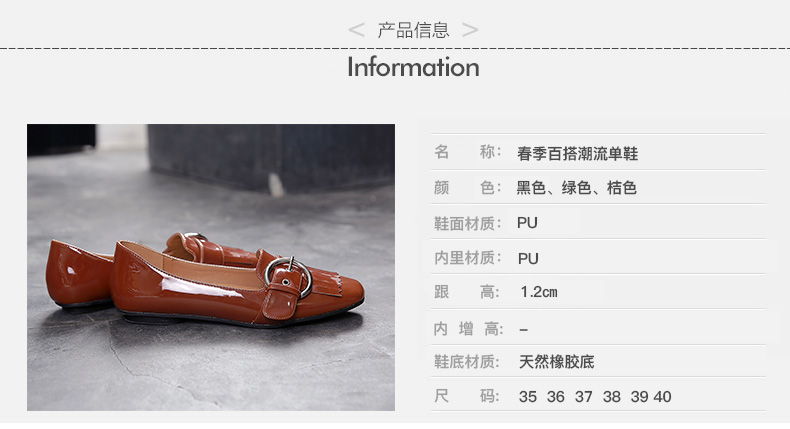 < 产品信息 >
Information
名 称： 春季百搭潮流单鞋
颜 色： 黑色、绿色、桔色
鞋面材质： PU
内里材质： PU
跟 高： 1.2cm
内 增 高： -
鞋底材质： 天然橡胶底
尺 码： 35 36 37 38 39 40